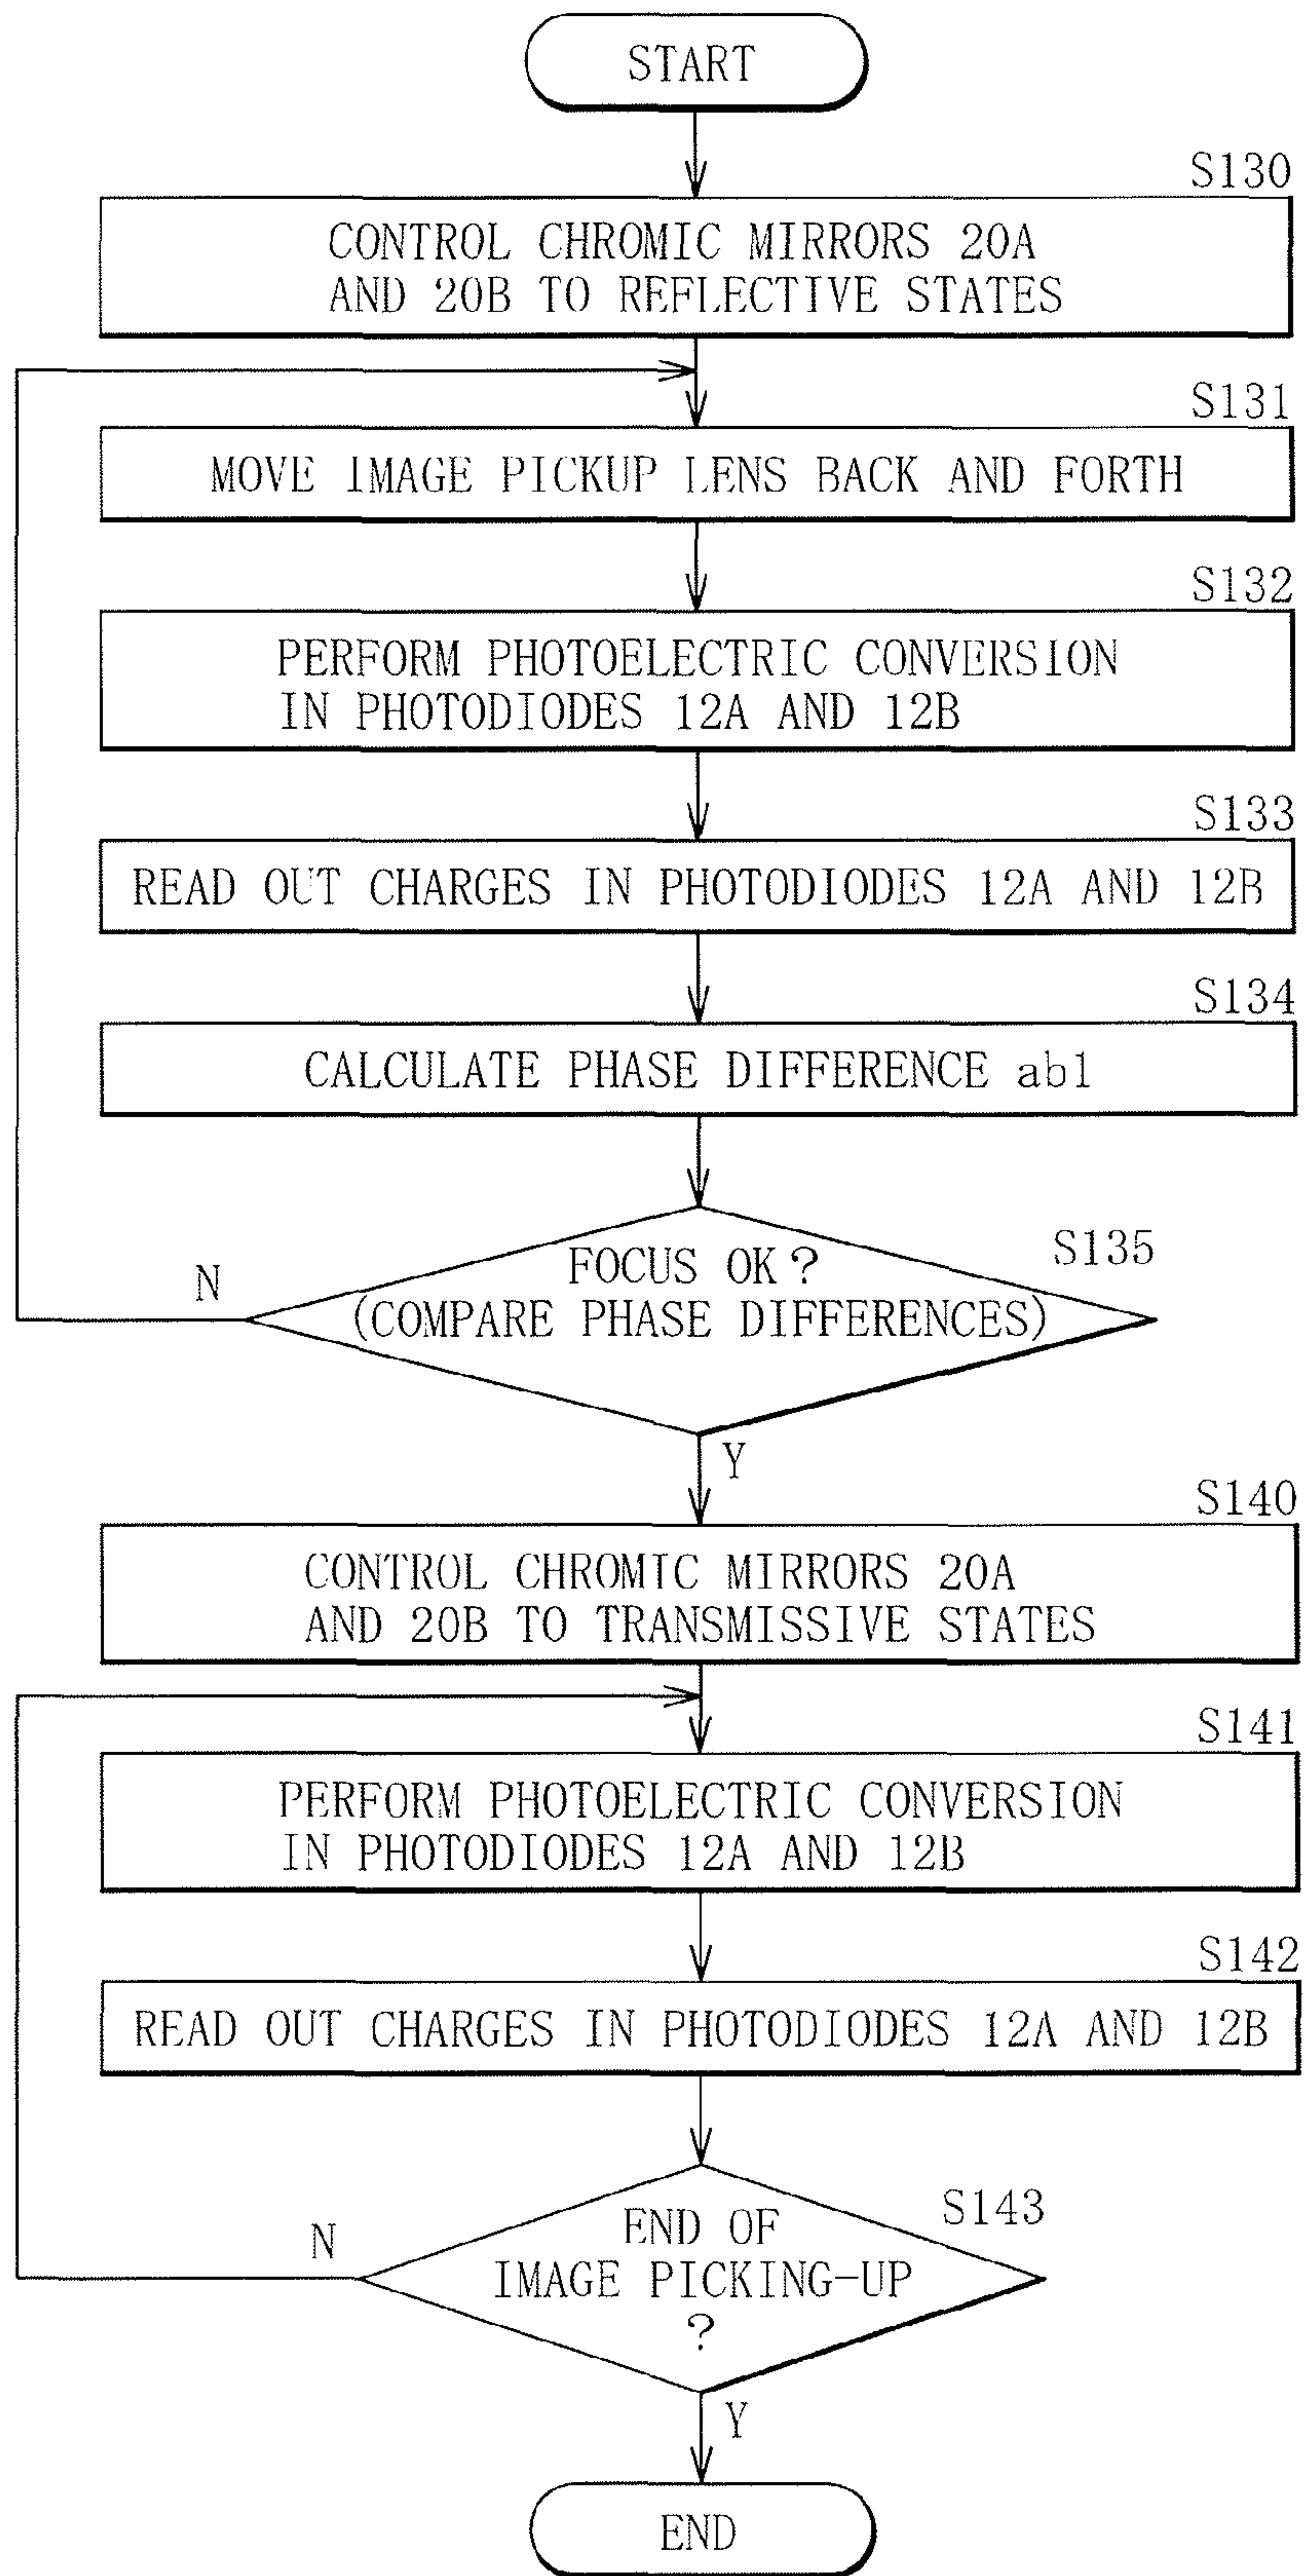 START
S130
CONTROL CHROMIC MIRRORS 20A
AND 20B TO REFLECTIVE STATES
S131
MOVE IMAGE PICKUP LENS BACK AND FORTH
S132
PERFORM PHOTOELECTRIC CONVERSION
IN PHOTODIODES 12A AND 12B
S133
READ OUT CHARGES IN PHOTODIODES 12A AND 12B
S134
CALCULATE PHASE DIFFERENCE ab1
S135
FOCUS OK?
N
(COMPARE PHASE DIFFERENCES)
Y
S140
CONTROL CHROMIC MIRRORS 20A
AND 20B TO TRANSMISSIVE STATES
S141
PERFORM PHOTOELECTRIC CONVERSION
IN PHOTODIODES 12A AND 12B
S142
READ OUT CHARGES IN PHOTODIODES 12A AND 12B
S143
END OF
N
IMAGE PICKING-UP
?
Y
END